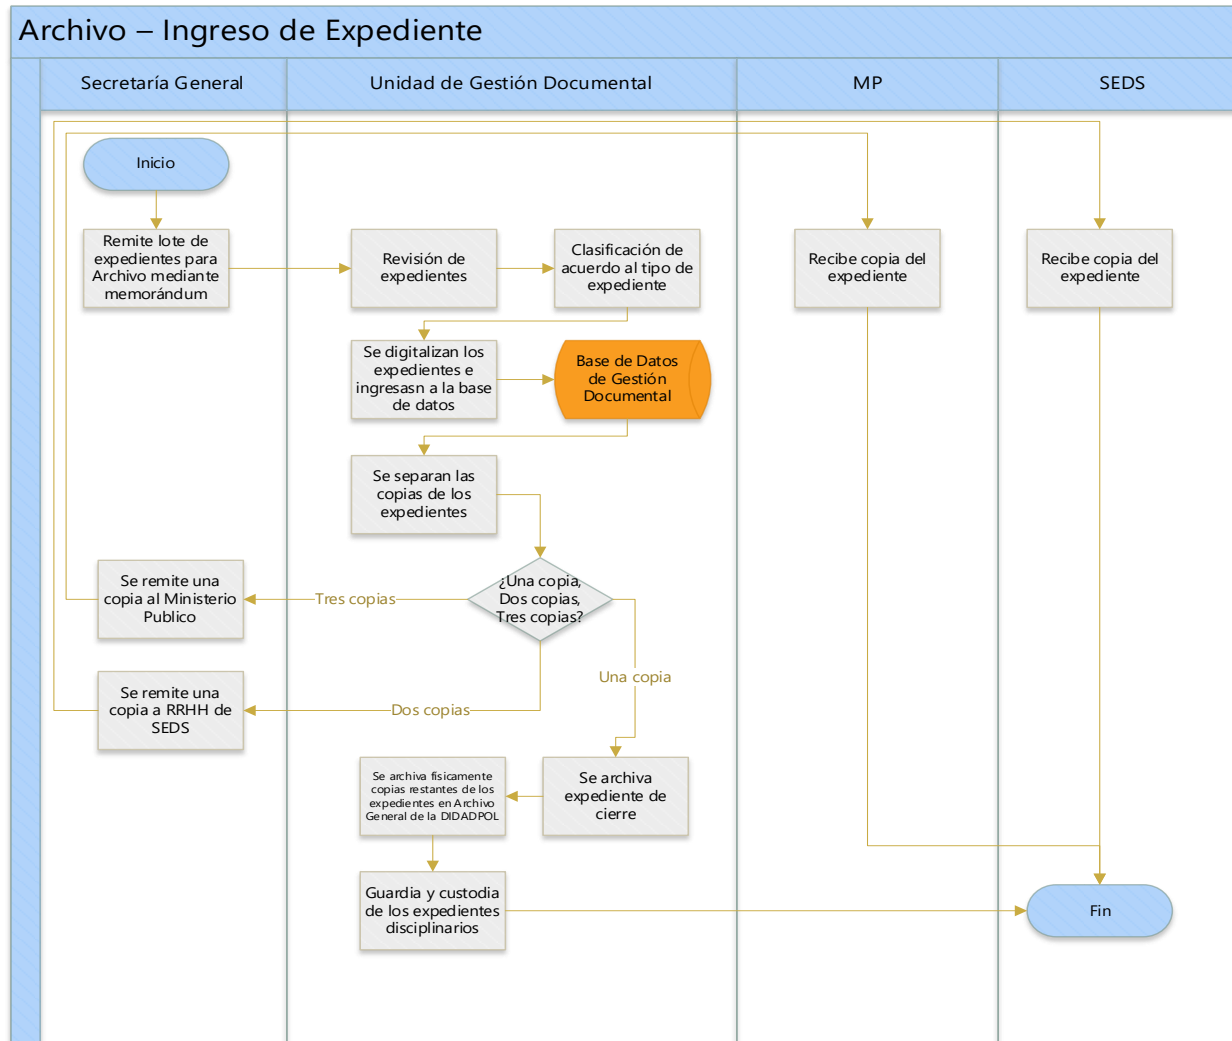 Archivo – Ingreso de Expediente
Secretaría General
Unidad de Gestión Documental
MP
SEDS
Inicio
Remite lote de
expedientes para
Archivo mediante
memorándum
Revisión de
expedientes
Clasificación de
acuerdo al tipo de
expediente
Recibe copia del
expediente
Recibe copia del
expediente
Se digitalizan los
expedientes e
ingresasn a la base
de datos
Base de Datos
de Gestión
Documental
Se separan las
copias de los
expedientes
¿Una copia,
Dos copias,
Tres copias?
Tres copias
Se remite una
copia al Ministerio
Publico
Una copia
Dos copias
Se remite una
copia a RRHH de
SEDS
Se archiva
expediente de
cierre
Se archiva físicamente
copias restantes de los
expedientes en Archivo
General de la DIDADPOL
Guardia y custodia
de los expedientes
disciplinarios
Fin